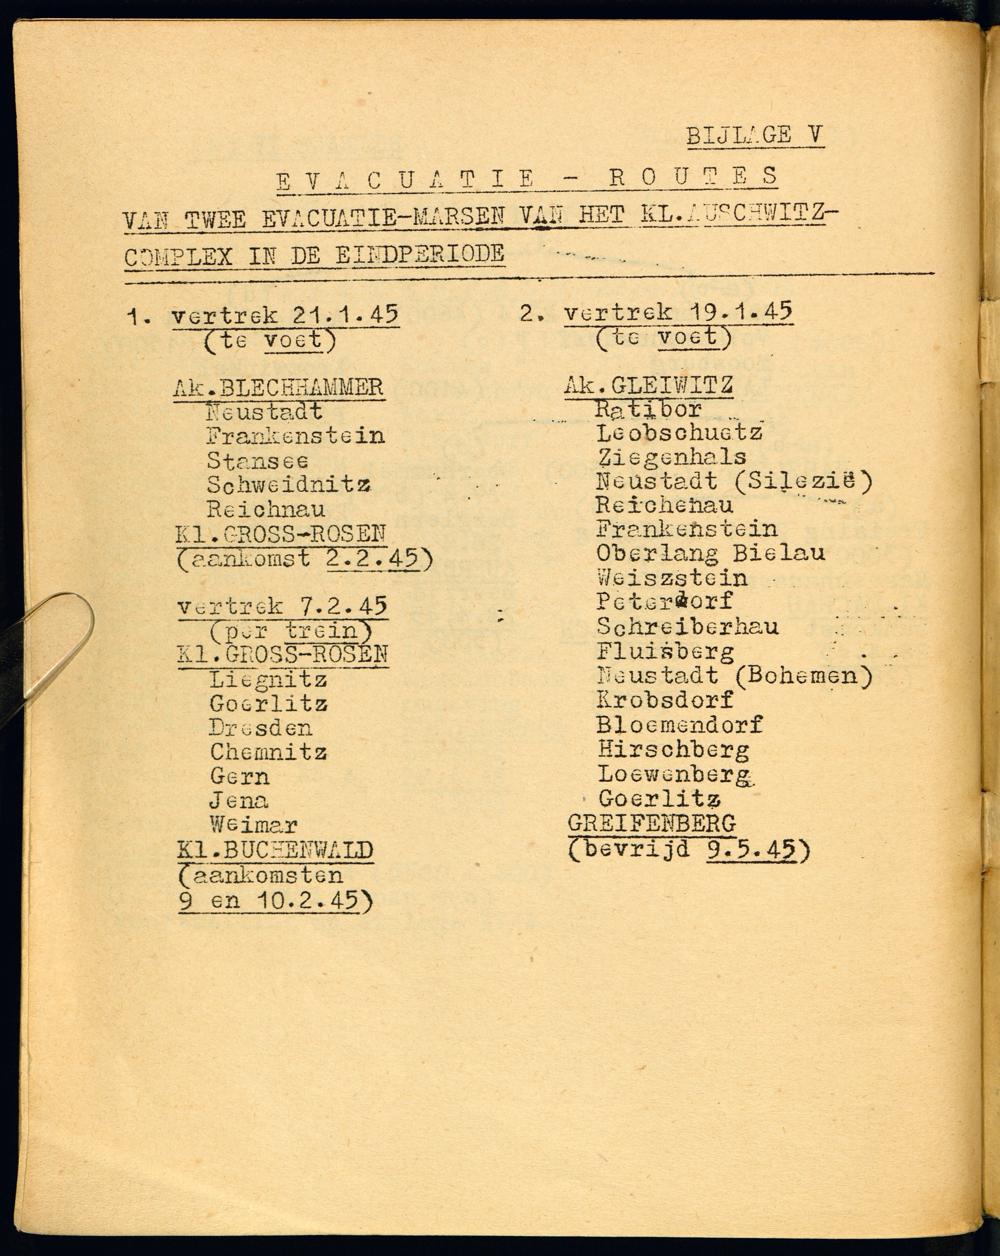 BIJLAGE V
EVACUATIE - ROUTES
VAN TWEE EVACUATIE-MARSEN VAN HET KL.AUSCHWITZ-
COMPLEX IN DE EINDPERIODE
1. vertrek 21.1.45
(te voet)
Ak.BLECHHAMMER
Neustadt
Frankenstein
Stansee
Schweidnitz
Reichnau
Kl.GROSS-ROSEN
(aankomst 2.2.45)
vertrek 7.2.45
(per trein)
Kl.GROSS-ROSEN
Liegnitz
Goerlitz
Dresden
Chemnitz
Gern
Jena
Weimar
Kl.BUCHENWALD
(aankomsten
9 en 10.2.45)
2. vertrek 19.1.45
(te voet)
Ak.GLEIWITZ
Ratibor
Leobschuetz
Ziegenhals
Neustadt (Silezië)
Reichenau
Frankenstein
Oberlang Bielau
Weiszstein
Peterdorf
Schreiberhau
Fluisberg
Neustadt (Bohemen)
Krobsdorf
Bloemendorf
Hirschberg
Loewenberg
Goerlitz
GREIFENBERG
(bevrijd 9.5.45)